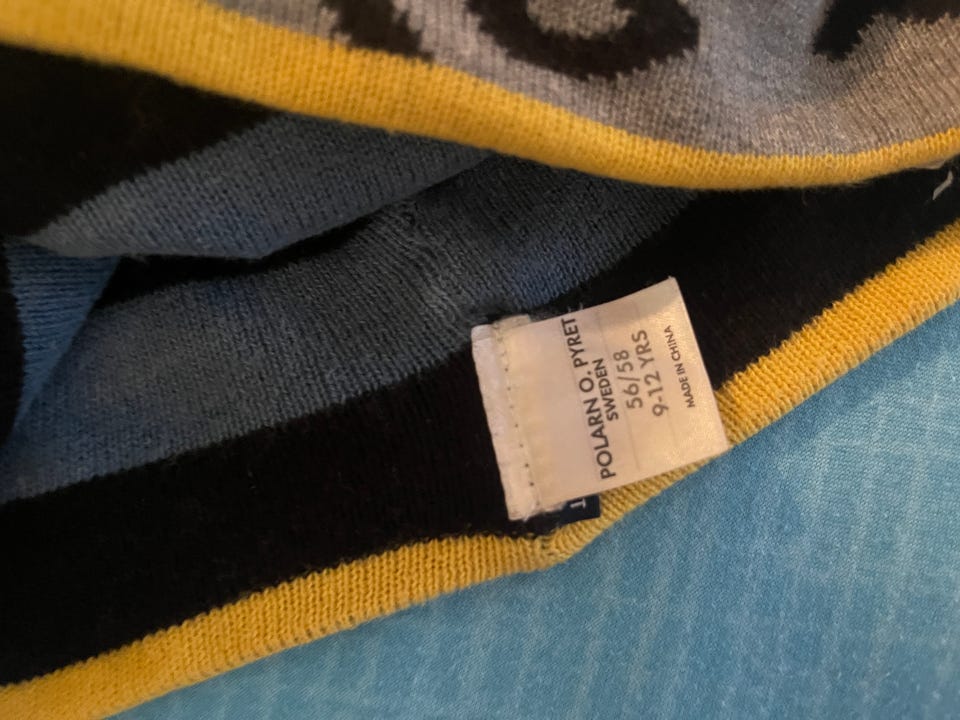 POLARN O. PYRET
SWEDEN
56/58
9-12 YRS
MADE IN CHINA